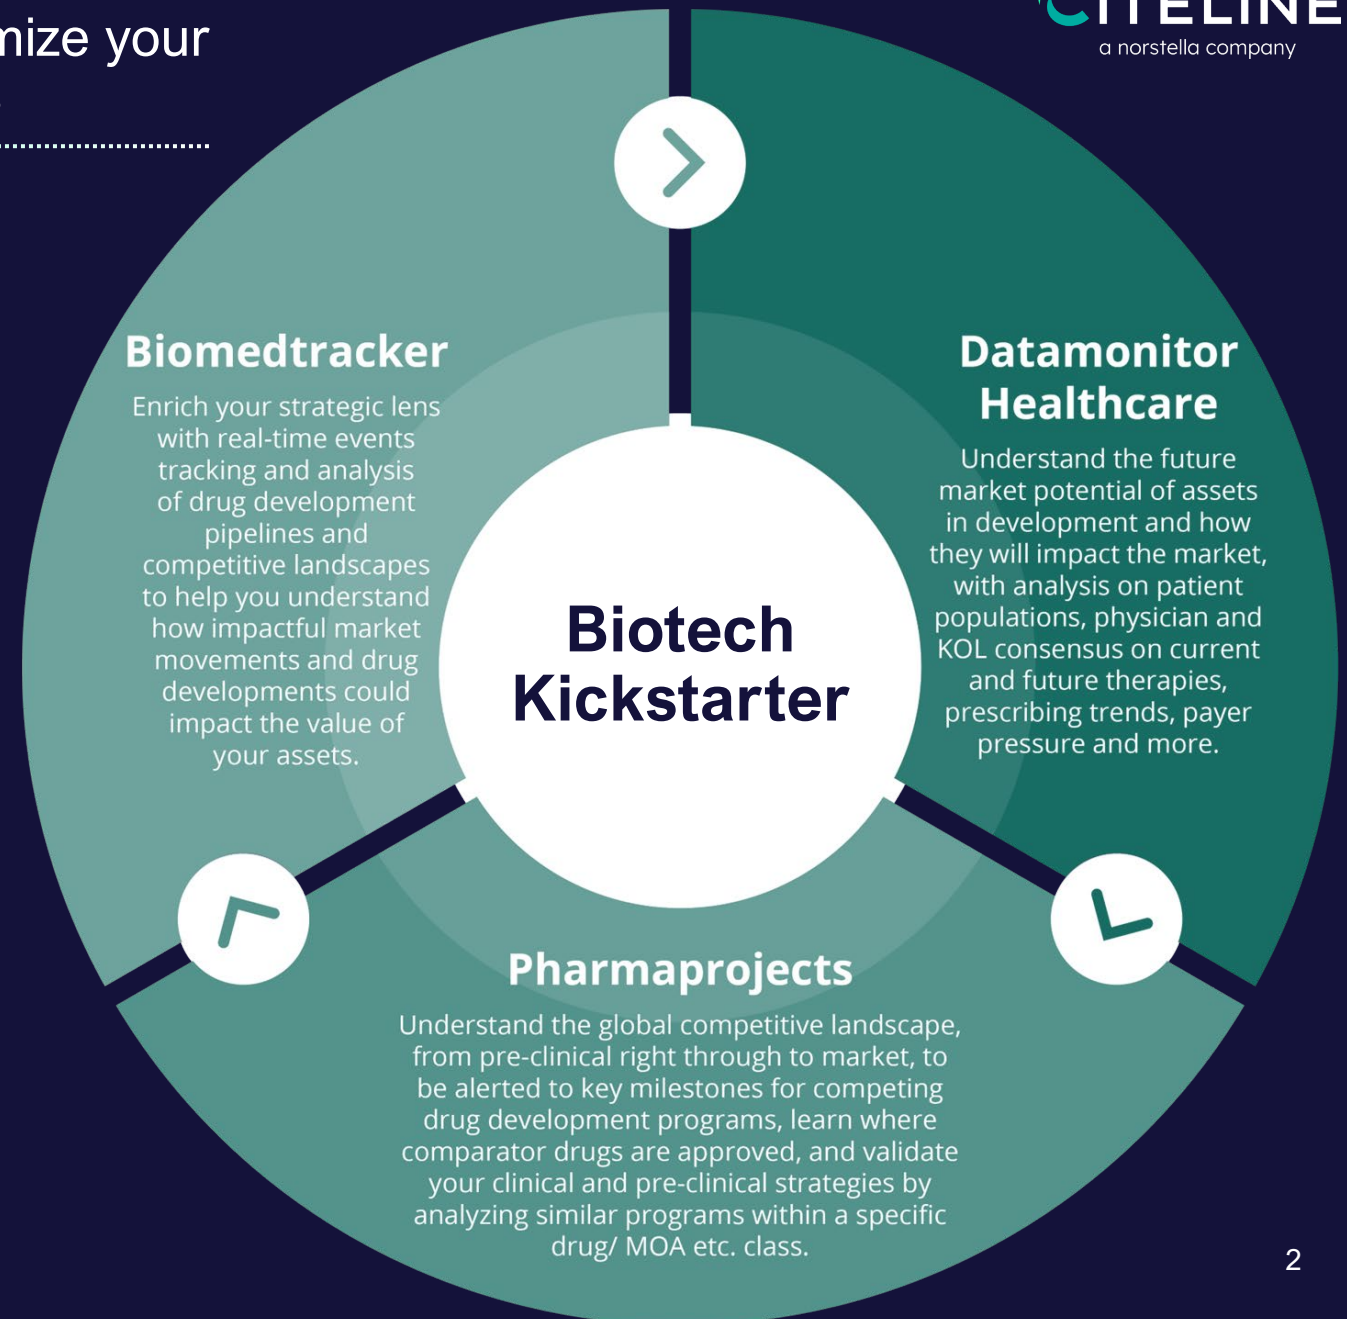 mize your
CITELINE
a norstella company
Biomedtracker
Enrich your strategic lens
with real-time events
tracking and analysis
of drug development
pipelines and
competitive landscapes
to help you understand
how impactful market
movements and drug
developments could
impact the value of
your assets.
Datamonitor
Healthcare
Understand the future
market potential of assets
in development and how
they will impact the market,
with analysis on patient
populations, physician and
KOL consensus on current
and future therapies,
prescribing trends, payer
pressure and more.
Biotech
Kickstarter
Pharmaprojects
Understand the global competitive landscape,
from pre-clinical right through to market, to
be alerted to key milestones for competing
drug development programs, learn where
comparator drugs are approved, and validate
your clinical and pre-clinical strategies by
analyzing similar programs within a specific
drug/ MOA etc. class.
2